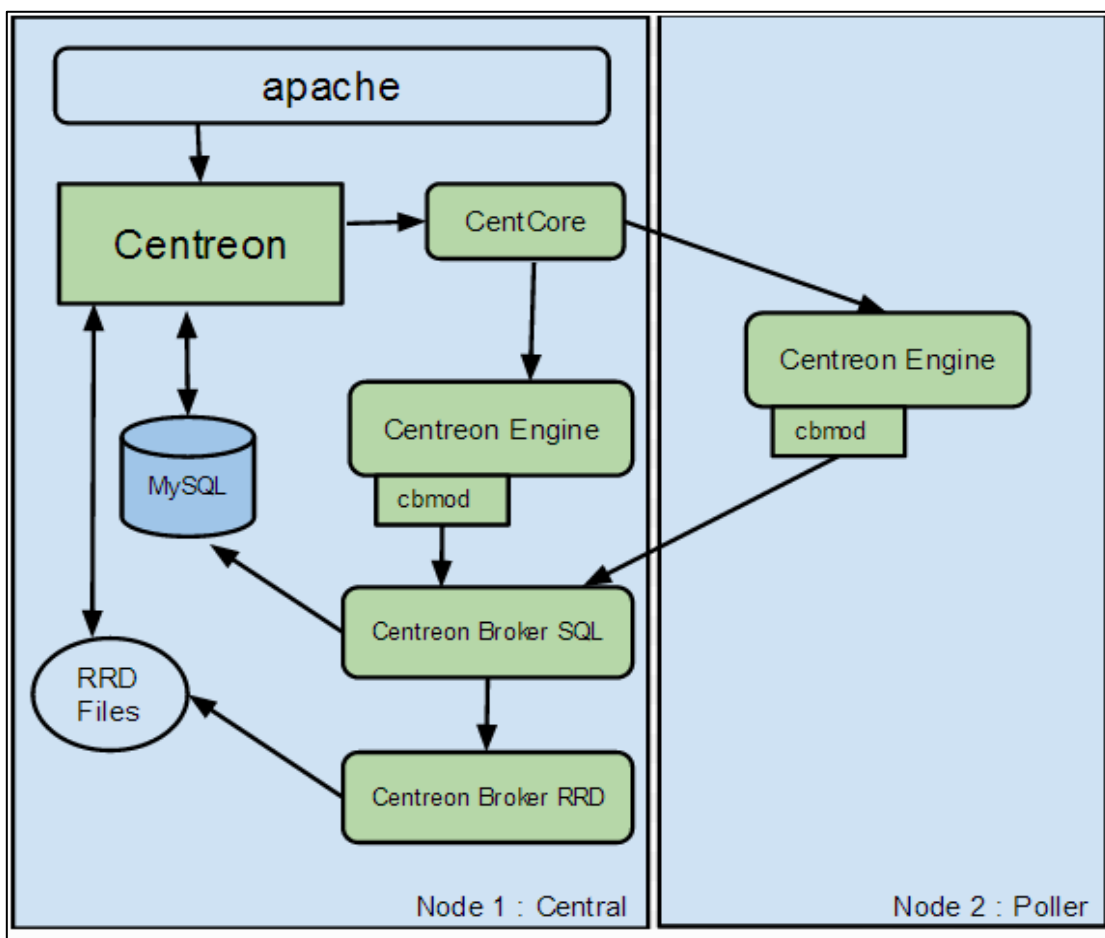 apache
Centreon
CentCore
Centreon Engine
cbmod
MySQL
Centreon Broker SQL
RRD
Files
Centreon Broker RRD
Node 1 : Central
Centreon Engine
cbmod
Node 2 : Poller